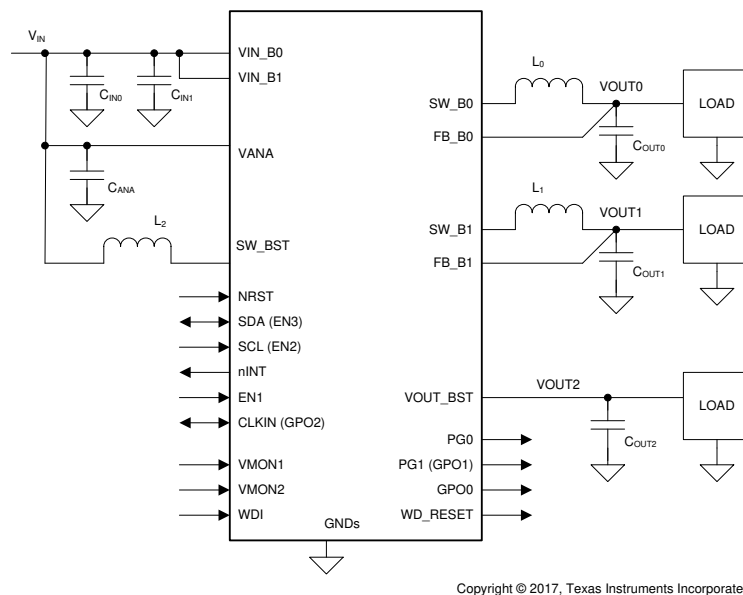 VIN
VIN_B0
VIN_B1
CIN0
CIN1
VANA
CANA
L2
SW_BST
NRST
SDA (EN3)
SCL (EN2)
nINT
EN1
CLKIN (GPO2)
VMON1
VMON2
WDI
GNDs
L0
VOUT0
SW_B0
LOAD
FB_B0
COUT0
L1
VOUT1
SW_B1
LOAD
FB_B1
COUT1
VOUT2
VOUT_BST
LOAD
COUT2
PG0
PG1 (GPO1)
GPO0
WD_RESET
Copyright © 2017, Texas Instruments Incorporate